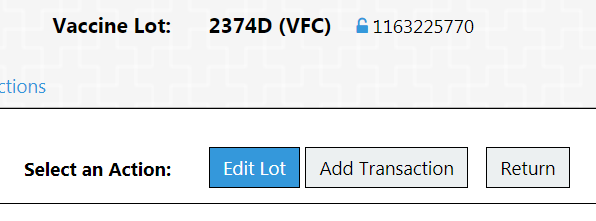 Vaccine Lot: 2374D (VFC) 1163225770
ctions
Select an Action: Edit Lot Add Transaction Return